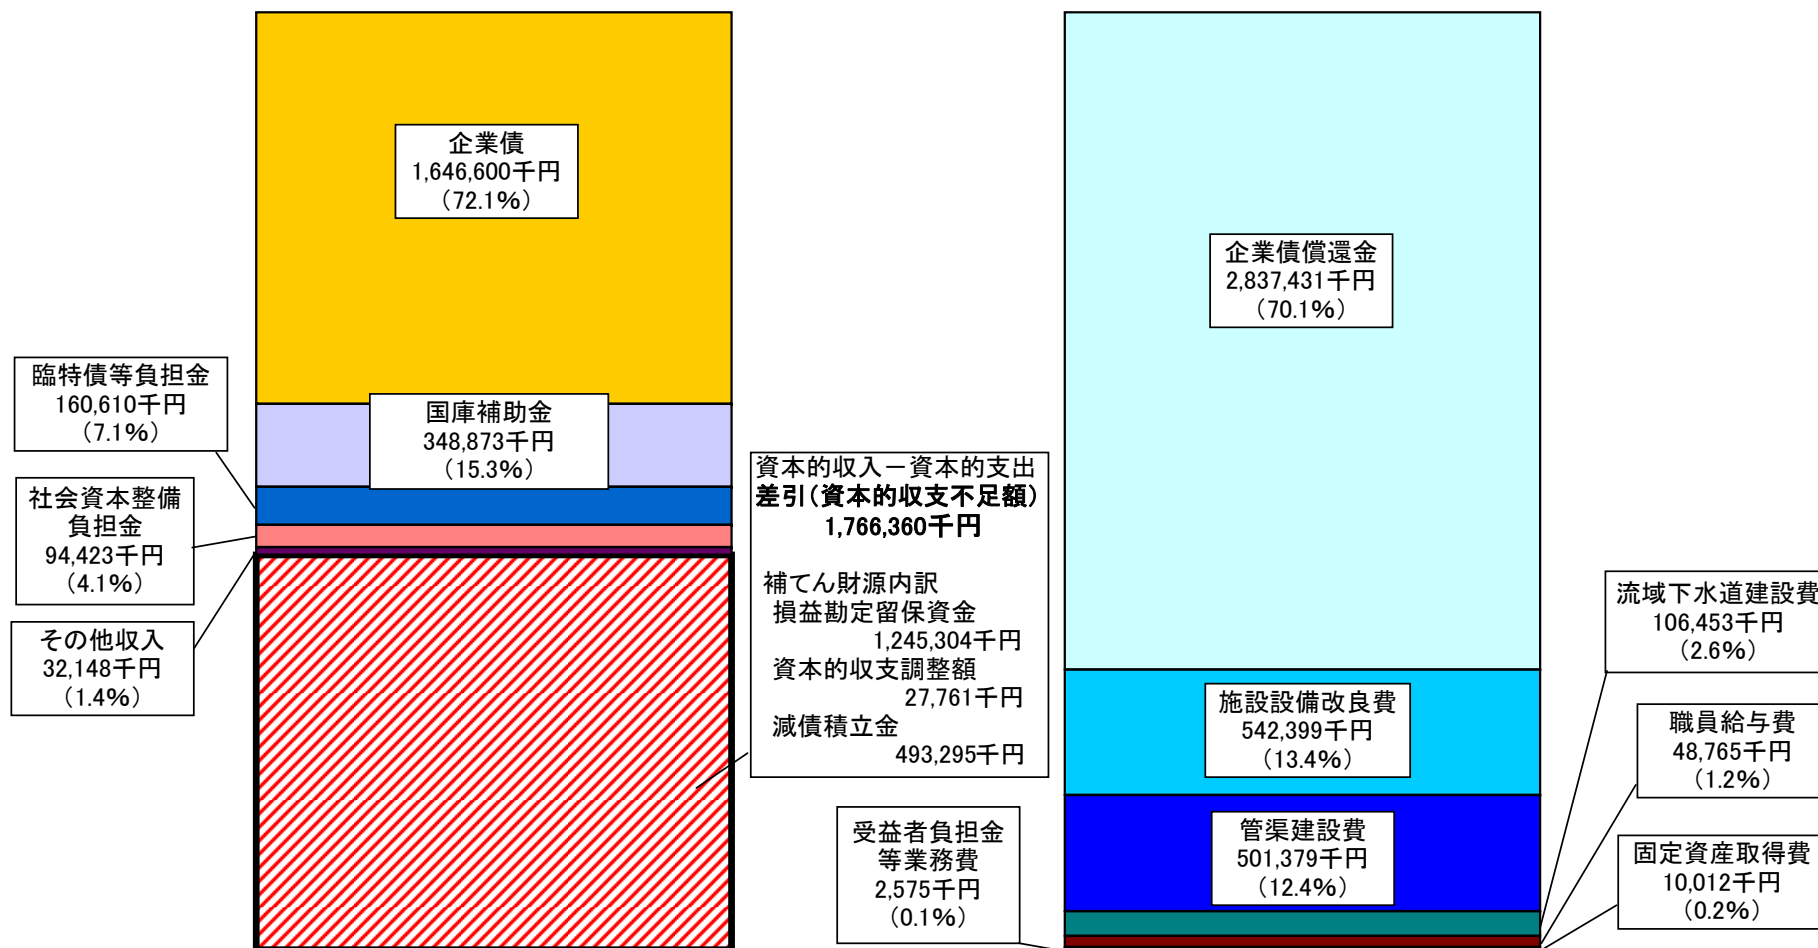 企業債
1,646,600千円
（72.1%）
国庫補助金
348,873千円
（15.3%）
臨特債等負担金
160,610千円
（7.1%）
社会資本整備
負担金
94,423千円
（4.1%）
その他収入
32,148千円
（1.4%）
資本的収入－資本的支出
差引（資本的収支不足額）
1,766,360千円
補てん財源内訳
損益勘定留保資金
1,245,304千円
資本的収支調整額
27,761千円
減債積立金
493,295千円
企業債償還金
2,837,431千円
（70.1%）
施設設備改良費
542,399千円
（13.4%）
管渠建設費
501,379千円
（12.4%）
受益者負担金
等業務費
2,575千円
（0.1%）
流域下水道建設費
106,453千円
（2.6%）
職員給与費
48,765千円
（1.2%）
固定資産取得費
10,012千円
（0.2%）